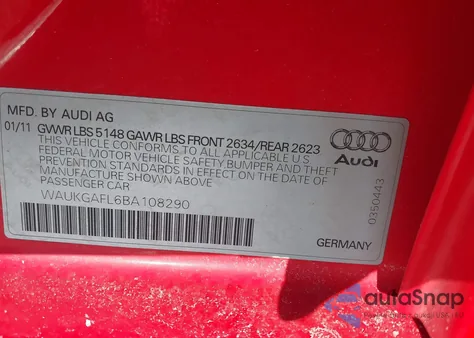 MFD. BY AUDI AG
01/11 GVWR LBS 5148 GAWR LBS FRONT 2634/REAR 2623
THIS VEHICLE CONFORMS TO ALL APPLICABLE US
FEDERAL MOTOR VEHICLE SAFETY BUMPER AND THEFT
PREVENTION STANDARDS IN EFFECT ON THE DATE OF
MANUFACTURE SHOWN ABOVE
PASSENGER CAR
WAUKGAFL6BA108290
Audi
0350443
GERMANY
autoSnap